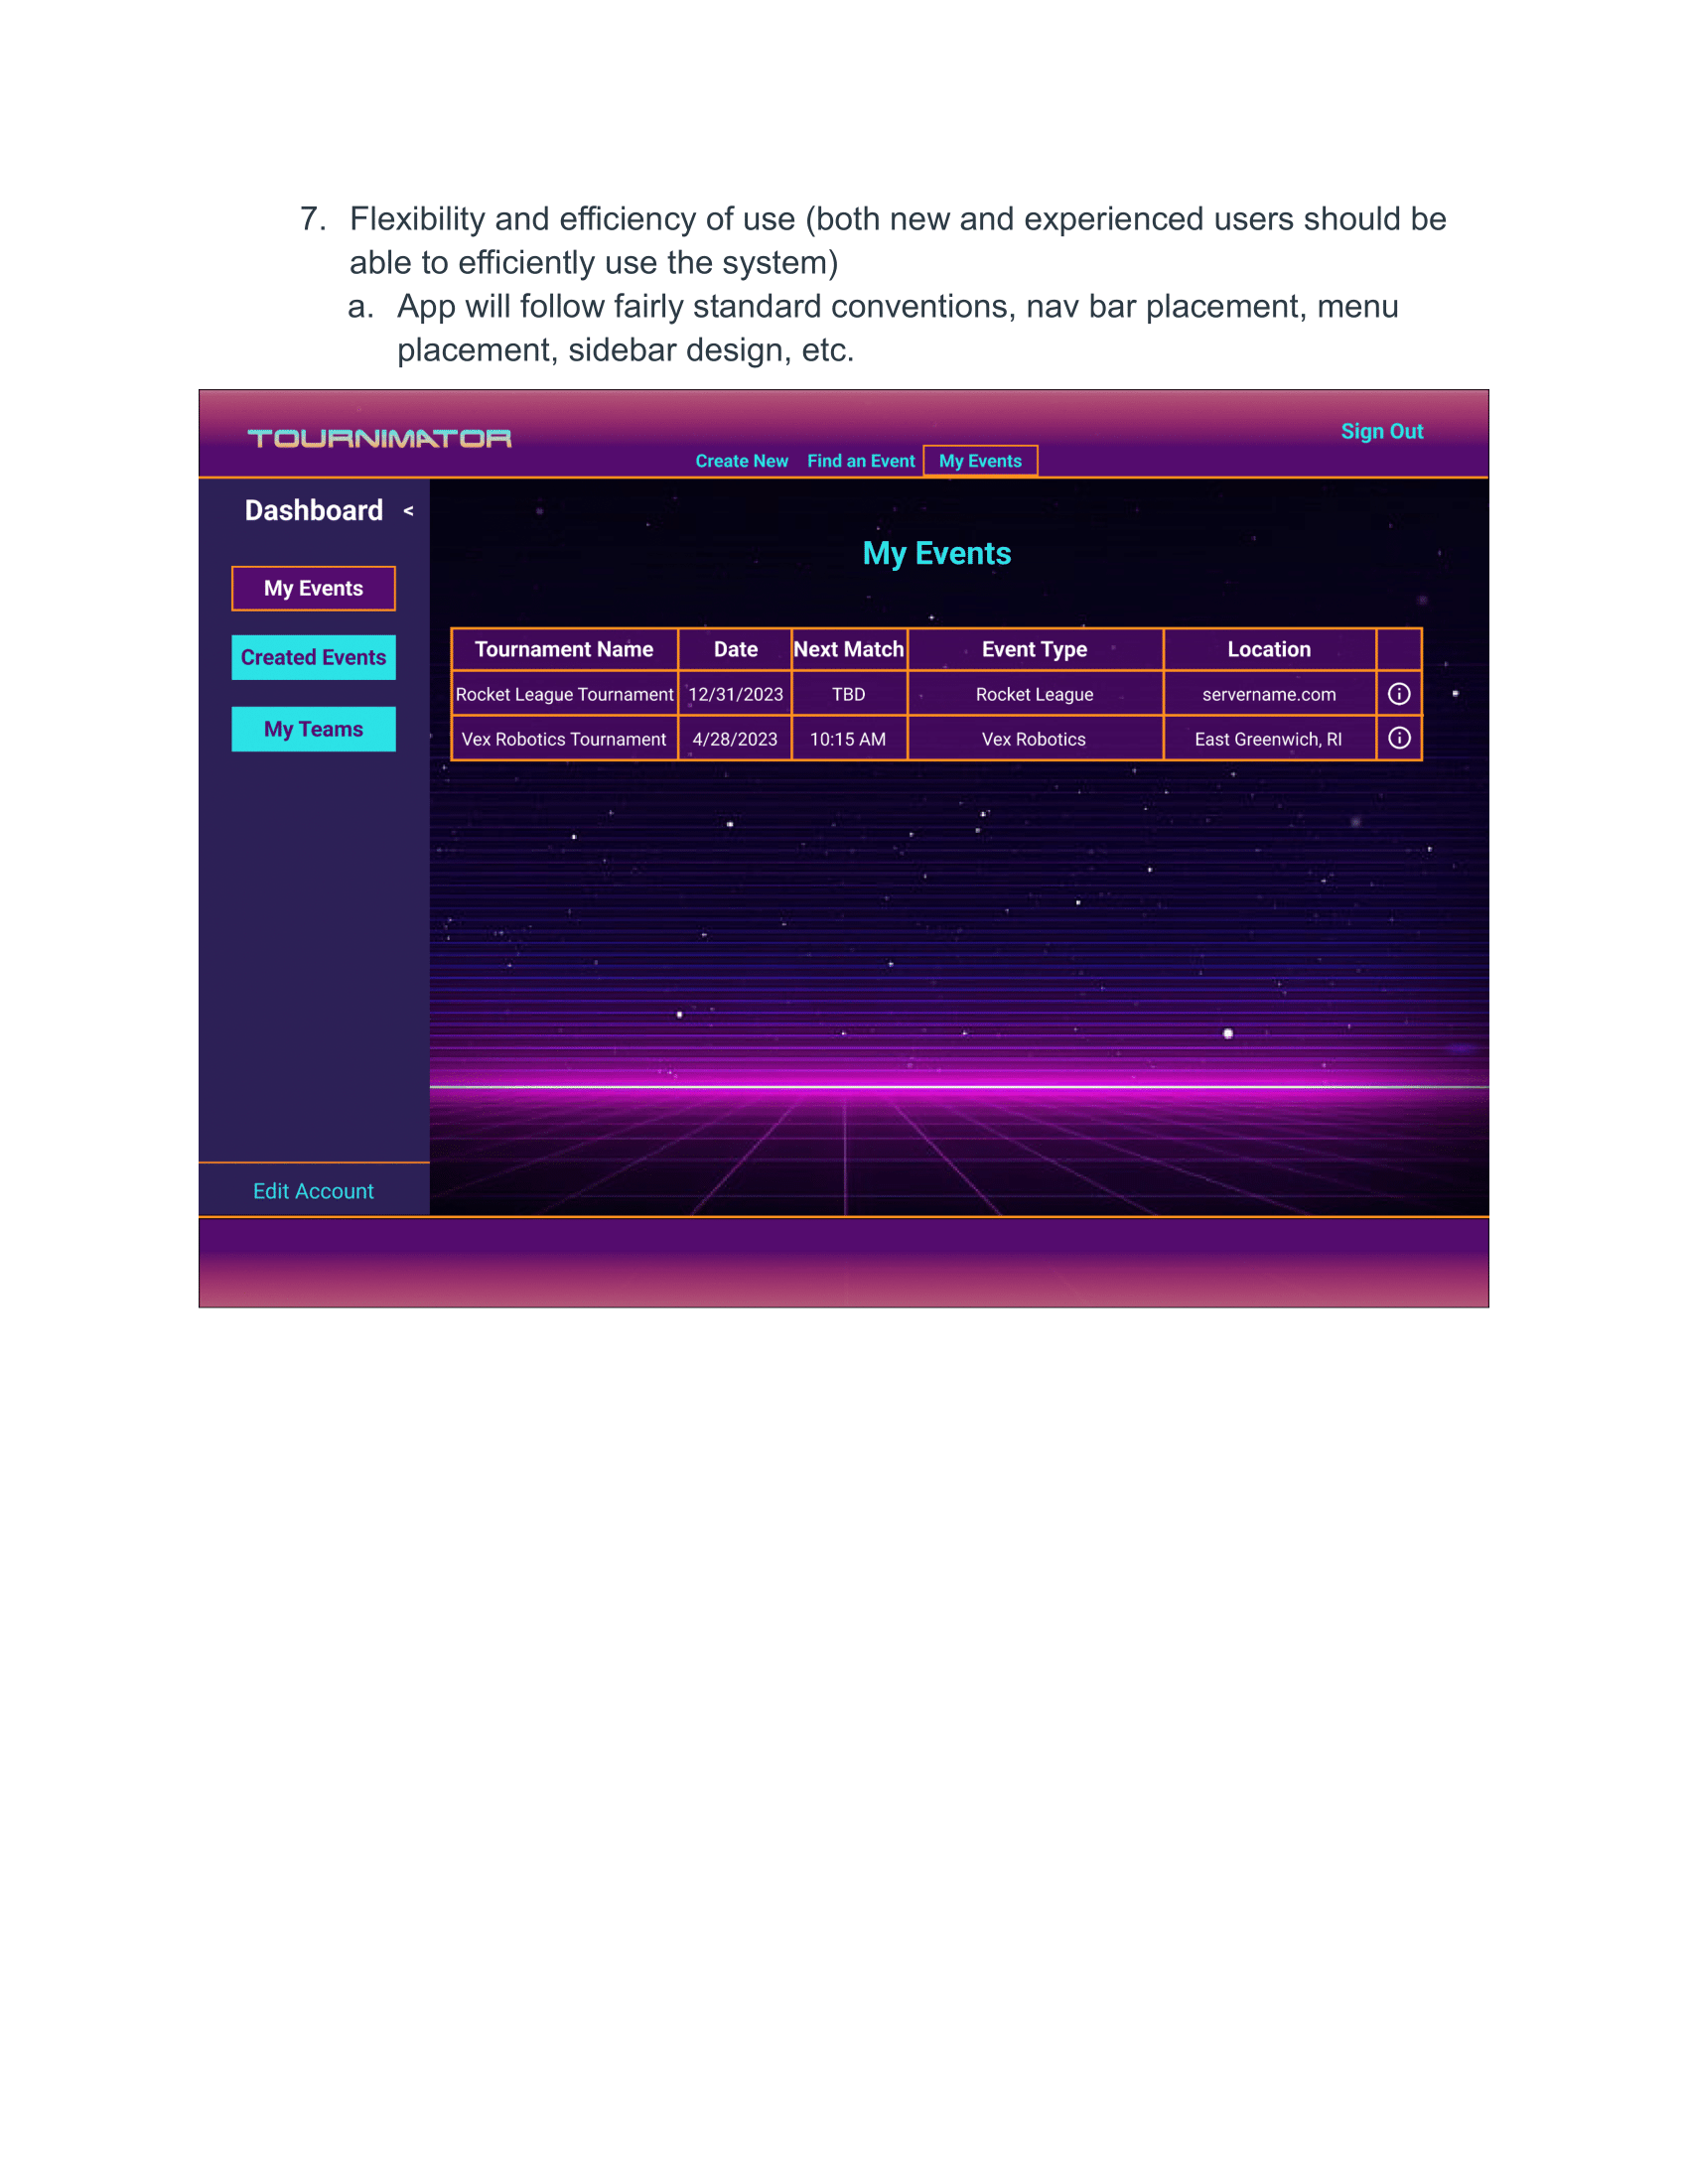 7. Flexibility and efficiency of use (both new and experienced users should be
able to efficiently use the system)
a. App will follow fairly standard conventions, nav bar placement, menu
placement, sidebar design, etc.
TOURNIMATOR
Sign Out
Create New Find an Event My Events
Dashboard <
My Events
Created Events
My Teams
Edit Account
My Events
Tournament Name Date Next Match Event Type Location
Rocket League Tournament 12/31/2023 TBD Rocket League servername.com
Vex Robotics Tournament 4/28/2023 10:15 AM Vex Robotics East Greenwich, RI